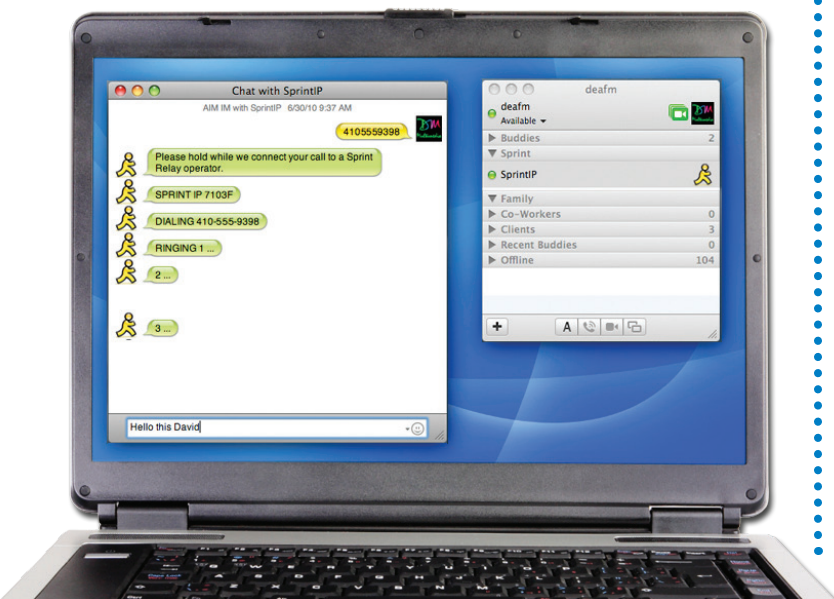 Chat with SprintIP
AIM IM with SprintIP 6/30/10 9:37 AM
4105559398
Please hold while we connect your call to a Sprint
Relay operator.
SPRINT IP 7103F
DIALING 410-555-9398
RINGING 1 ...
2 ...
3 ...
Hello this David
deafm
deafm
Available
Buddies 2
Sprint
SprintIP
Family
Co-Workers 0
Clients 3
Recent Buddies 0
Offline 104
A
DM